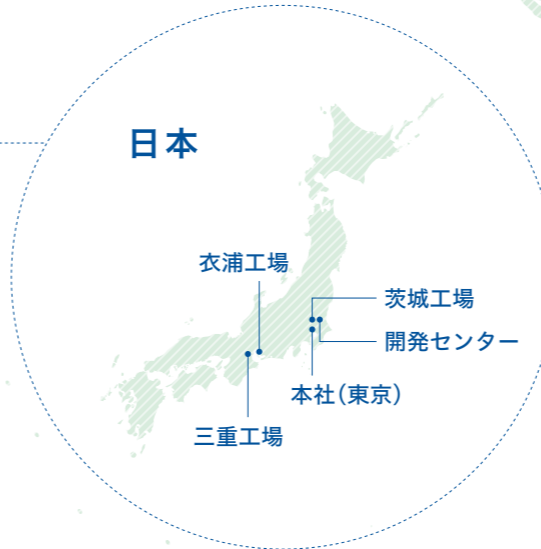 日本
衣浦工場
茨城工場
開発センター
本社(東京)
三重工場